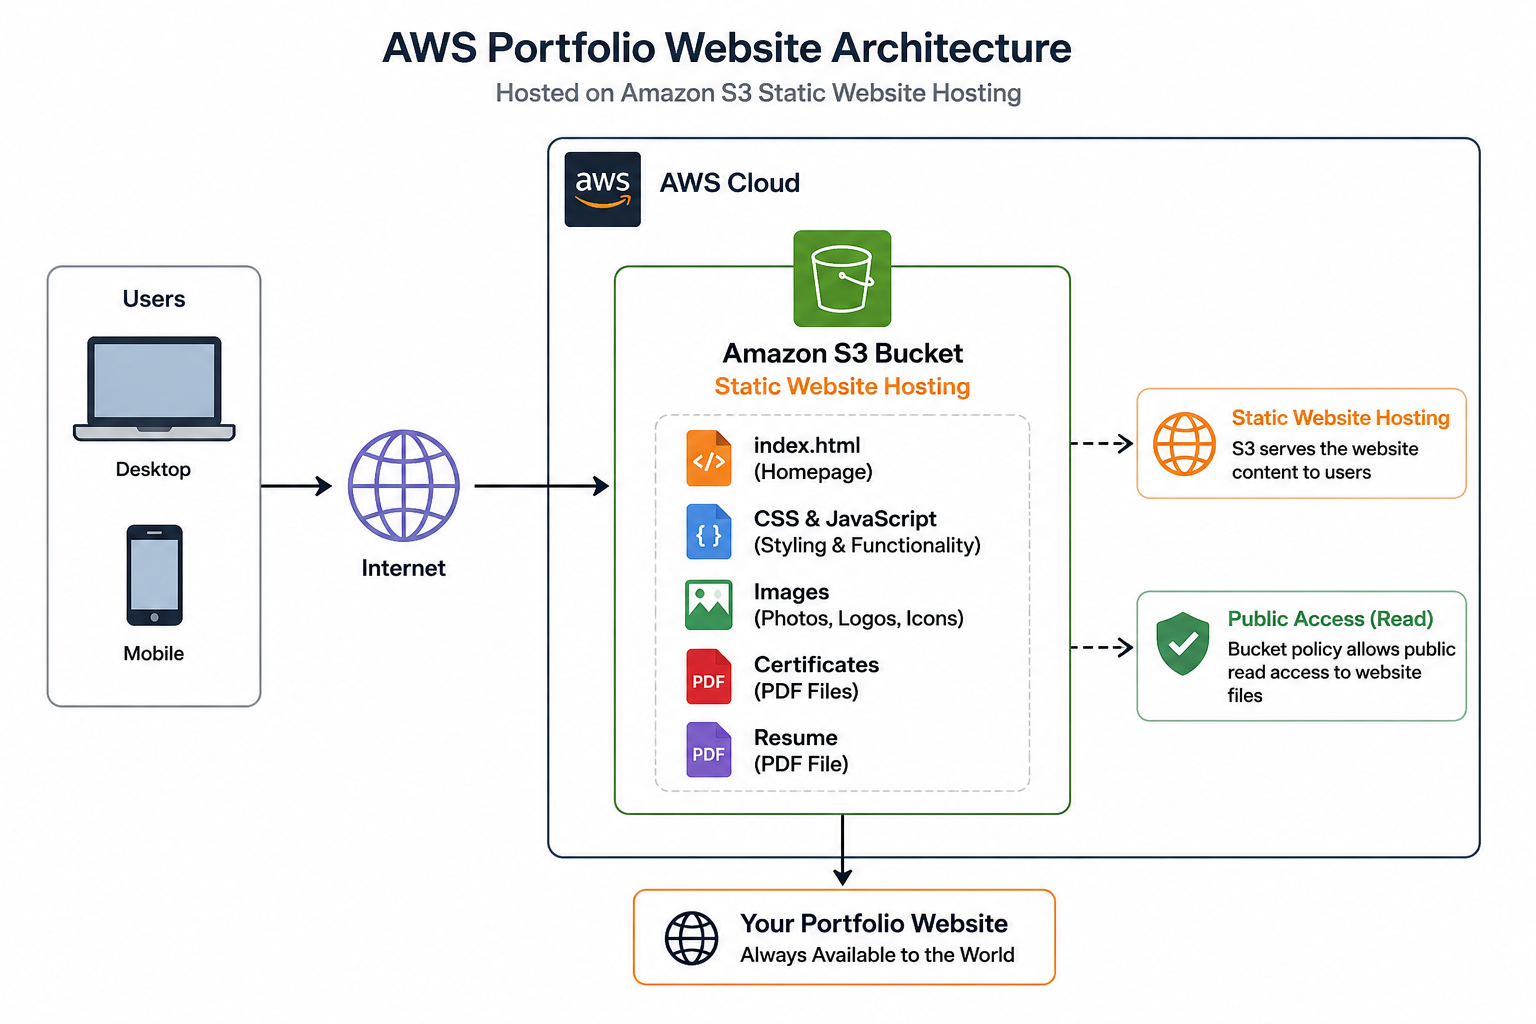 AWS Portfolio Website Architecture
Hosted on Amazon S3 Static Website Hosting
aws
AWS Cloud
Users
Desktop
Mobile
Internet
Amazon S3 Bucket
Static Website Hosting
</>
index.html
(Homepage)
{ }
CSS & JavaScript
(Styling & Functionality)
Images
(Photos, Logos, Icons)
PDF
Certificates
(PDF Files)
PDF
Resume
(PDF File)
Static Website Hosting
S3 serves the website
content to users
Public Access (Read)
Bucket policy allows public
read access to website
files
Your Portfolio Website
Always Available to the World